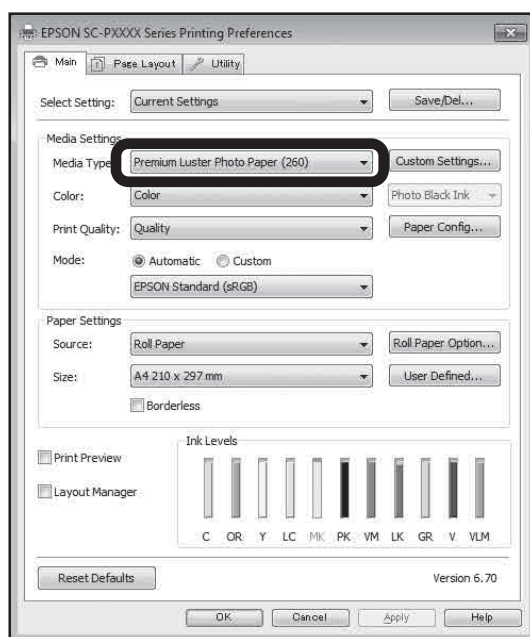 EPSON SC-PXXXX Series Printing Preferences
Main Page Layout Utility
Select Setting: Current Settings Save/Del...
Media Settings
Media Type Premium Luster Photo Paper (260) Custom Settings...
Color: Color Photo Black Ink
Print Quality: Quality Paper Config...
Mode: Automatic Custom
EPSON Standard (sRGB)
Paper Settings
Source: Roll Paper Roll Paper Option...
Size: A4 210 x 297 mm User Defined...
Borderless
Ink Levels
Print Preview
Layout Manager
C OR Y LC MK PK VM LK GR V VLM
Reset Defaults Version 6.70
OK Cancel Apply Help